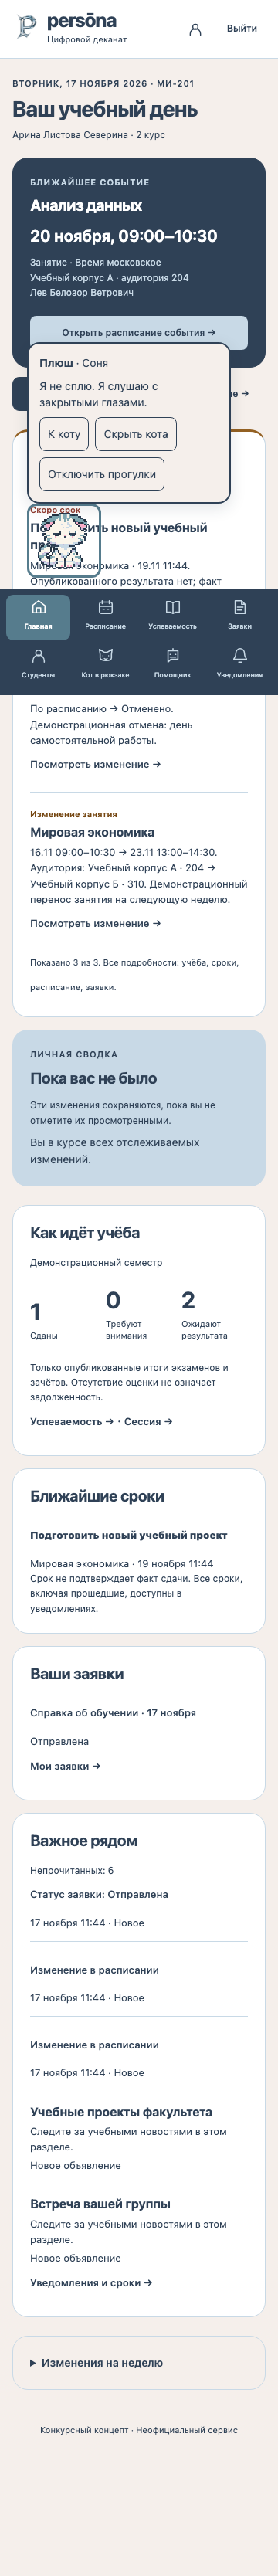 persōna
Цифровой деканат
Выйти
ВТОРНИК, 17 НОЯБРЯ 2026 · МИ-201
Ваш учебный день
Арина Листова Северина · 2 курс
БЛИЖАЙШЕЕ СОБЫТИЕ
Анализ данных
20 ноября, 09:00–10:30
Занятие · Время московское
Учебный корпус А · аудитория 204
Лев Белозор Ветрович
Открыть расписание события →
Плюш · Соня
Я не сплю. Я слушаю с
закрытыми глазами.
К коту
Скрыть кота
Отключить прогулки
Скоро срок
новый учебный
Мировая экономика · 19.11 11:44.
Опубликованного результата нет; факт
Главная
Расписание
Успеваемость
Заявки
Студенты
Кот в рюкзаке
Помощник
Уведомления
По расписанию → Отменено.
Демонстрационная отмена: день
самостоятельной работы.
Посмотреть изменение →
Изменение занятия
Мировая экономика
16.11 09:00–10:30 → 23.11 13:00–14:30.
Аудитория: Учебный корпус А · 204 →
Учебный корпус Б · 310. Демонстрационный
перенос занятия на следующую неделю.
Посмотреть изменение →
Показано 3 из 3. Все подробности: учёба, сроки,
расписание, заявки.
ЛИЧНАЯ СВОДКА
Пока вас не было
Эти изменения сохраняются, пока вы не
отметите их просмотренными.
Вы в курсе всех отслеживаемых
изменений.
Как идёт учёба
Демонстрационный семестр
1
Сданы
0
Требуют
внимания
2
Ожидают
результата
Только опубликованные итоги экзаменов и
зачётов. Отсутствие оценки не означает
задолженность.
Успеваемость → · Сессия →
Ближайшие сроки
Подготовить новый учебный проект
Мировая экономика · 19 ноября 11:44
Срок не подтверждает факт сдачи. Все сроки,
включая прошедшие, доступны в
уведомлениях.
Ваши заявки
Справка об обучении · 17 ноября
Отправлена
Мои заявки →
Важное рядом
Непрочитанных: 6
Статус заявки: Отправлена
17 ноября 11:44 · Новое
Изменение в расписании
17 ноября 11:44 · Новое
Изменение в расписании
17 ноября 11:44 · Новое
Учебные проекты факультета
Следите за учебными новостями в этом
разделе.
Новое объявление
Встреча вашей группы
Следите за учебными новостями в этом
разделе.
Новое объявление
Уведомления и сроки →
Изменения на неделю
Конкурсный концепт · Неофициальный сервис